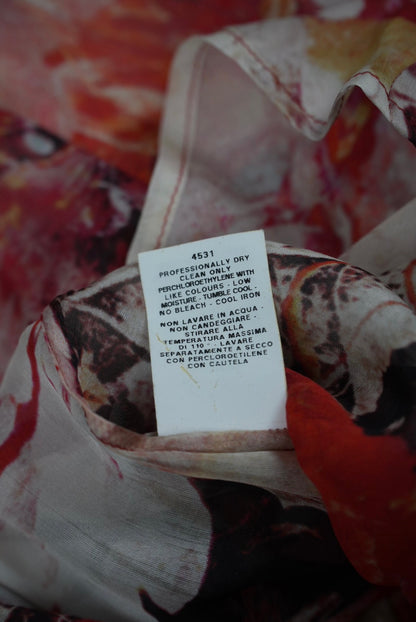 4531
PROFESSIONALLY DRY
CLEAN ONLY
PERCHLOROETHYLENE WITH
LIKE COLOURS - LOW
MOISTURE - TUMBLE COOL -
NO BLEACH - COOL IRON
NON LAVARE IN ACQUA -
NON CANDEGGIARE -
STIRARE ALLA
TEMPERATURA MASSIMA
DI 110 - LAVARE
SEPARATAMENTE A SECCO
CON PERCLOROETILENE
CON CAUTELA